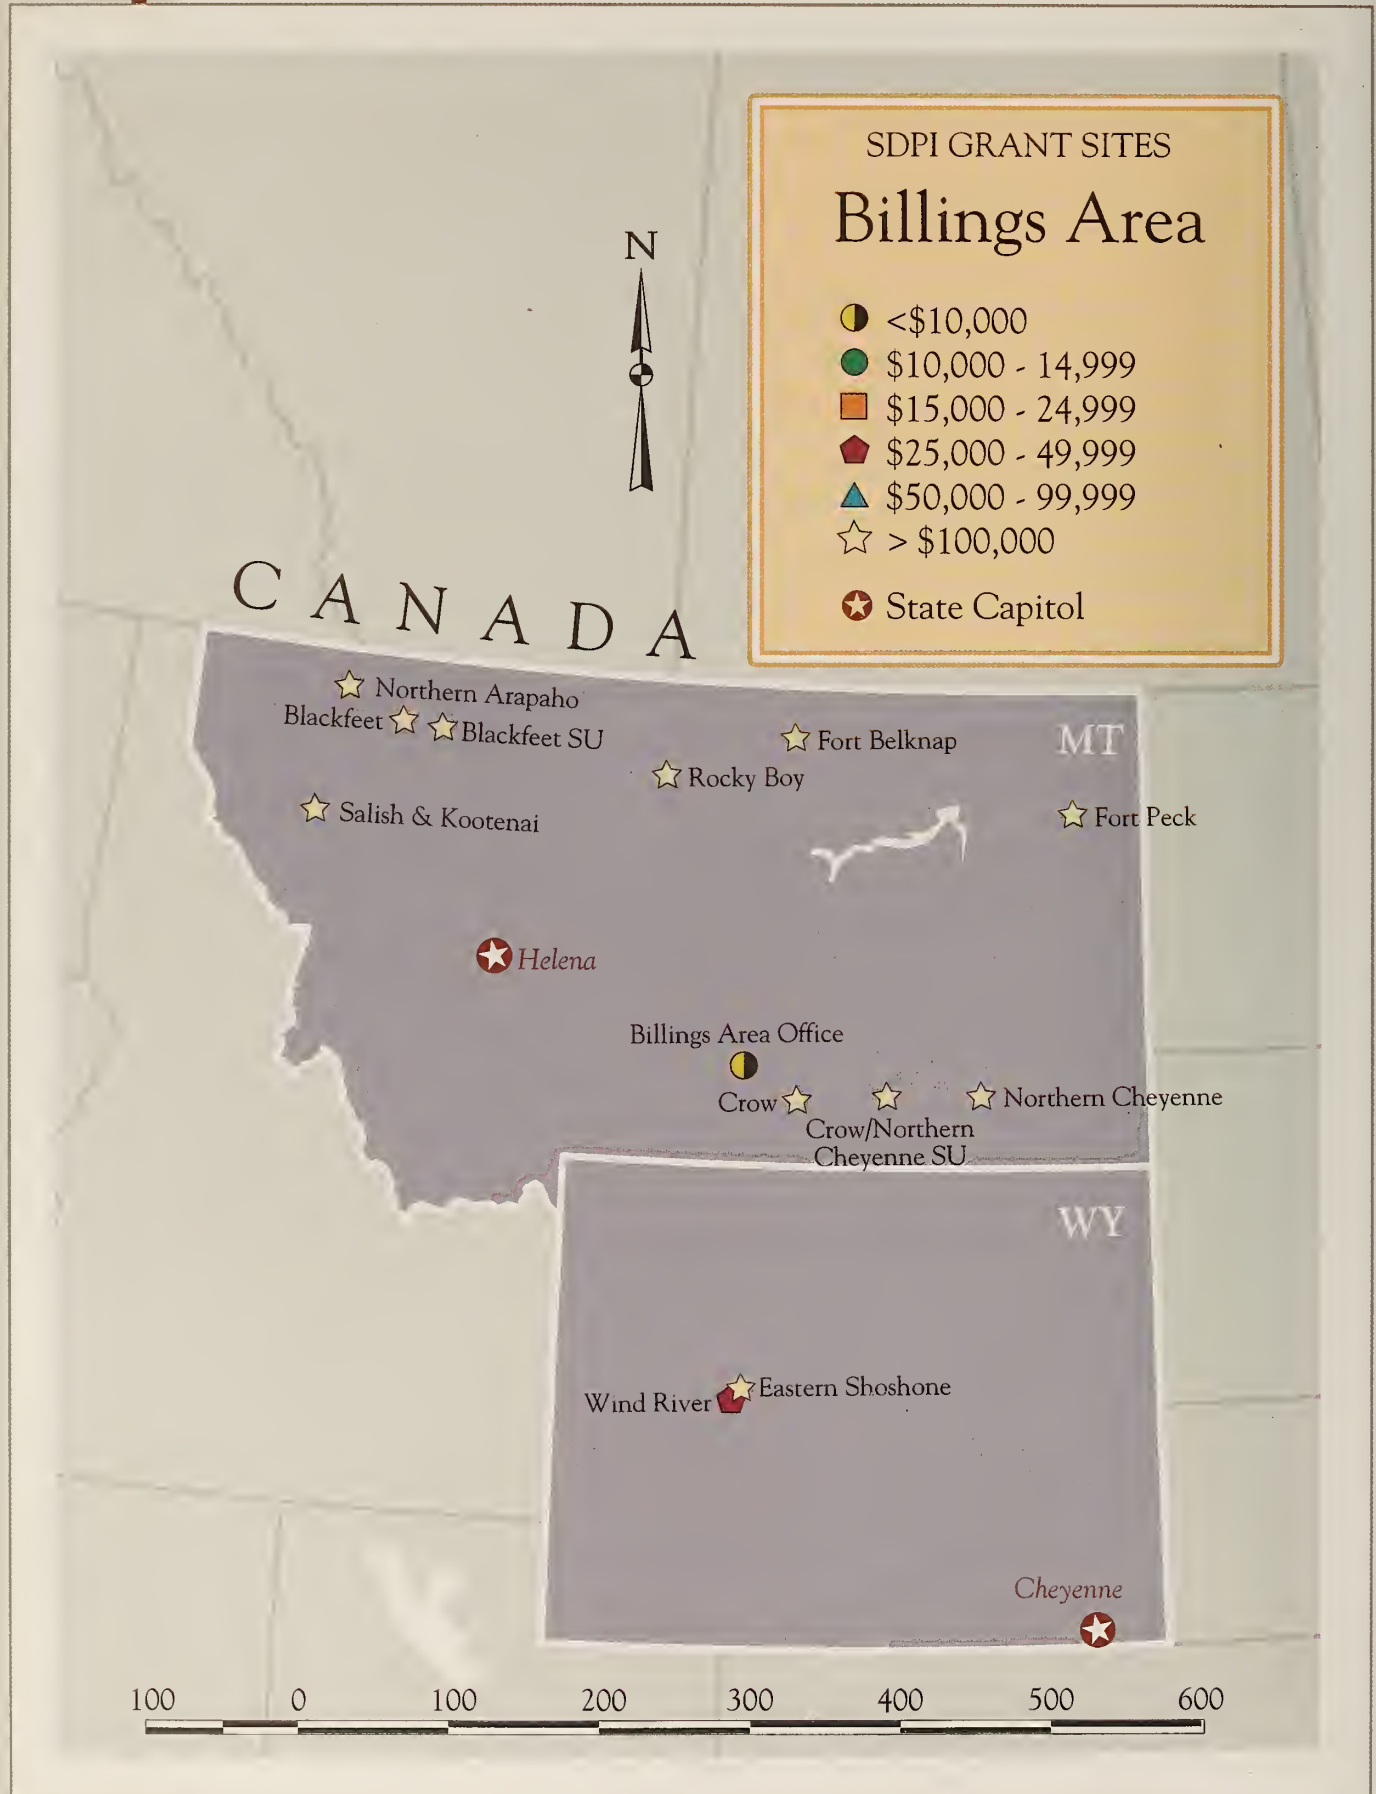 SDPI GRANT SITES
Billings Area
<$10,000
$10,000 - 14,999
$15,000 - 24,999
$25,000 - 49,999
$50,000 - 99,999
> $100,000
State Capitol
N
CANADA
Northern Arapaho
Blackfeet
Blackfeet SU
Fort Belknap
MT
Rocky Boy
Salish & Kootenai
Fort Peck
Helena
Billings Area Office
Crow
Northern Cheyenne
Crow/Northern
Cheyenne SU
WY
Eastern Shoshone
Wind River
Cheyenne
100 0 100 200 300 400 500 600